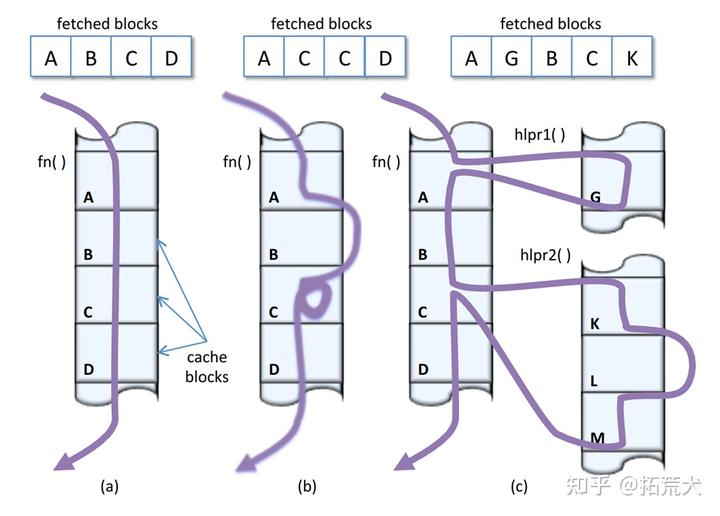 fetched blocks
A B C D
fetched blocks
A C C D
fetched blocks
A G B C K
fn( )
A
B
C
D
cache
blocks
(a)
fn( )
A
B
C
D
(b)
fn( )
A
B
C
D
hlpr1( )
G
hlpr2( )
K
L
M
(c)
知乎 @拓荒犬